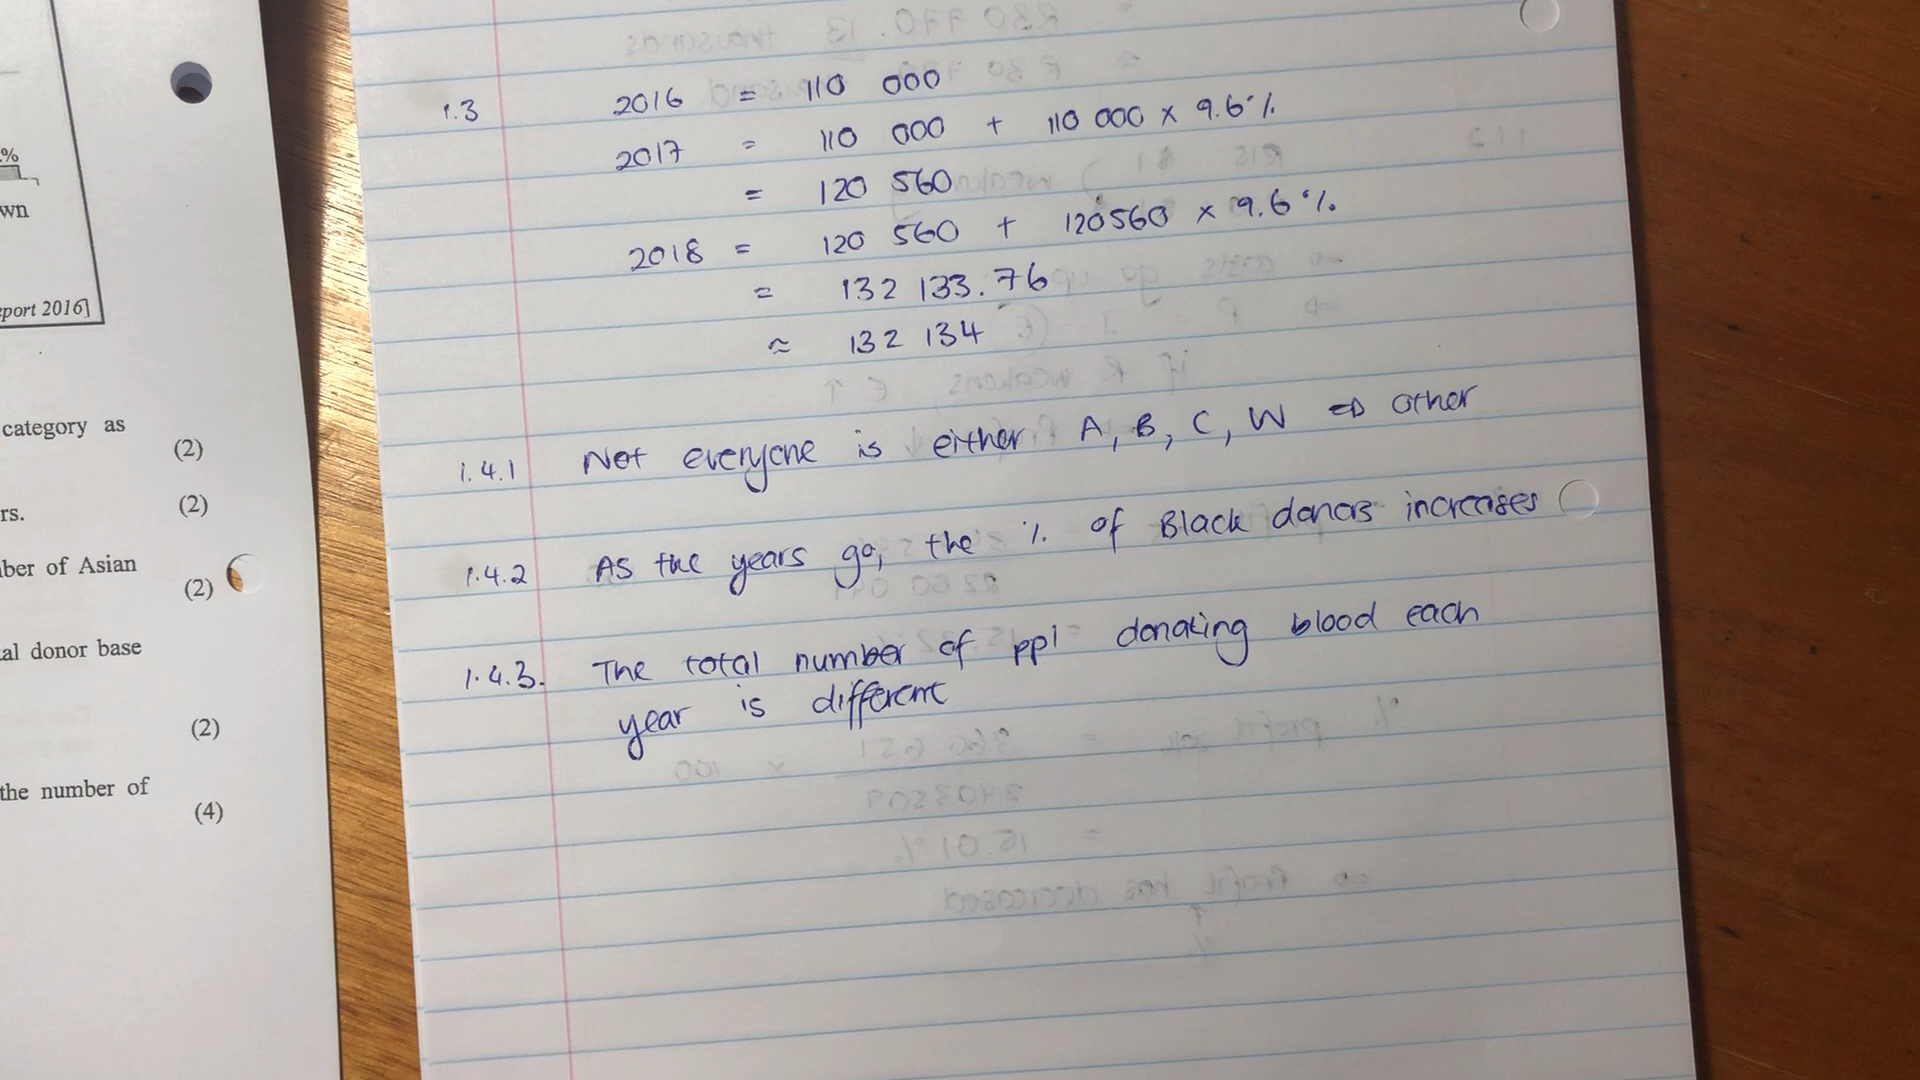 %
wn
port 2016]
category as
(2)
rs.
(2)
ber of Asian
(2)
al donor base
(2)
the number of
(4)
1.3 2016 = 110 000
2017 = 110 000 + 110 000 × 9.6%
= 120 560
2018 = 120 560 + 120560 × 9.6%
= 132 133.76
≈ 132 134
1.4.1 Not everyone is either A, B, C, W ⇒ other
1.4.2 As the years go, the % of Black donors increases
1.4.3. The total number of ppl donating blood each
year is different